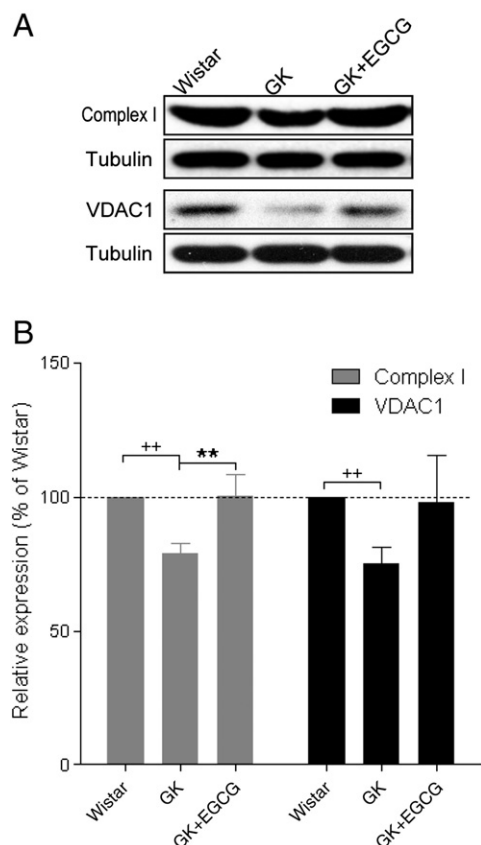 A
Wistar GK GK+EGCG
Complex I
Tubulin
VDAC1
Tubulin
B
Relative expression (% of Wistar)
150
100
50
0
Complex I
VDAC1
++ ** ++
Wistar GK GK+EGCG Wistar GK GK+EGCG